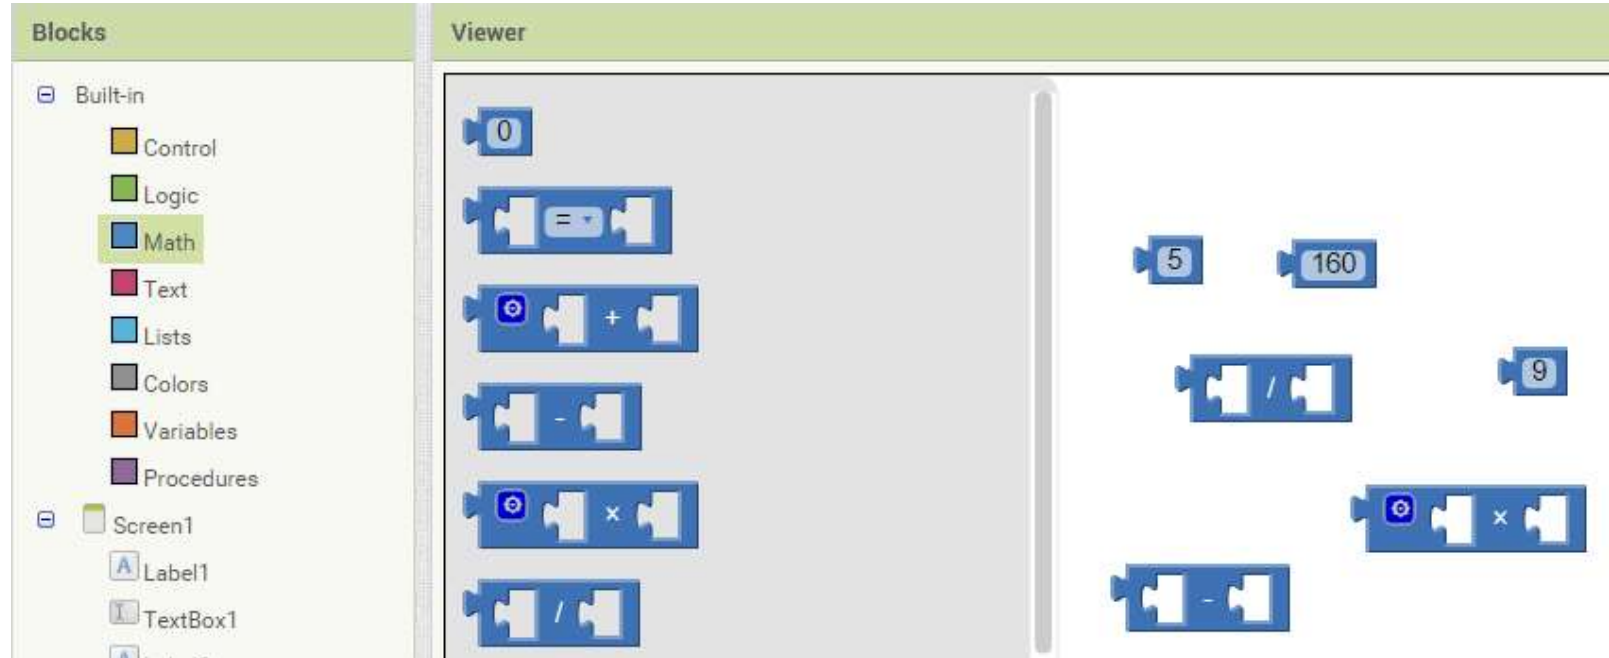 Blocks
Built-in
Control
Logic
Math
Text
Lists
Colors
Variables
Procedures
Screen1
Label1
TextBox1
Viewer
0
=
+
-
×
/
5
160
/
9
×
-